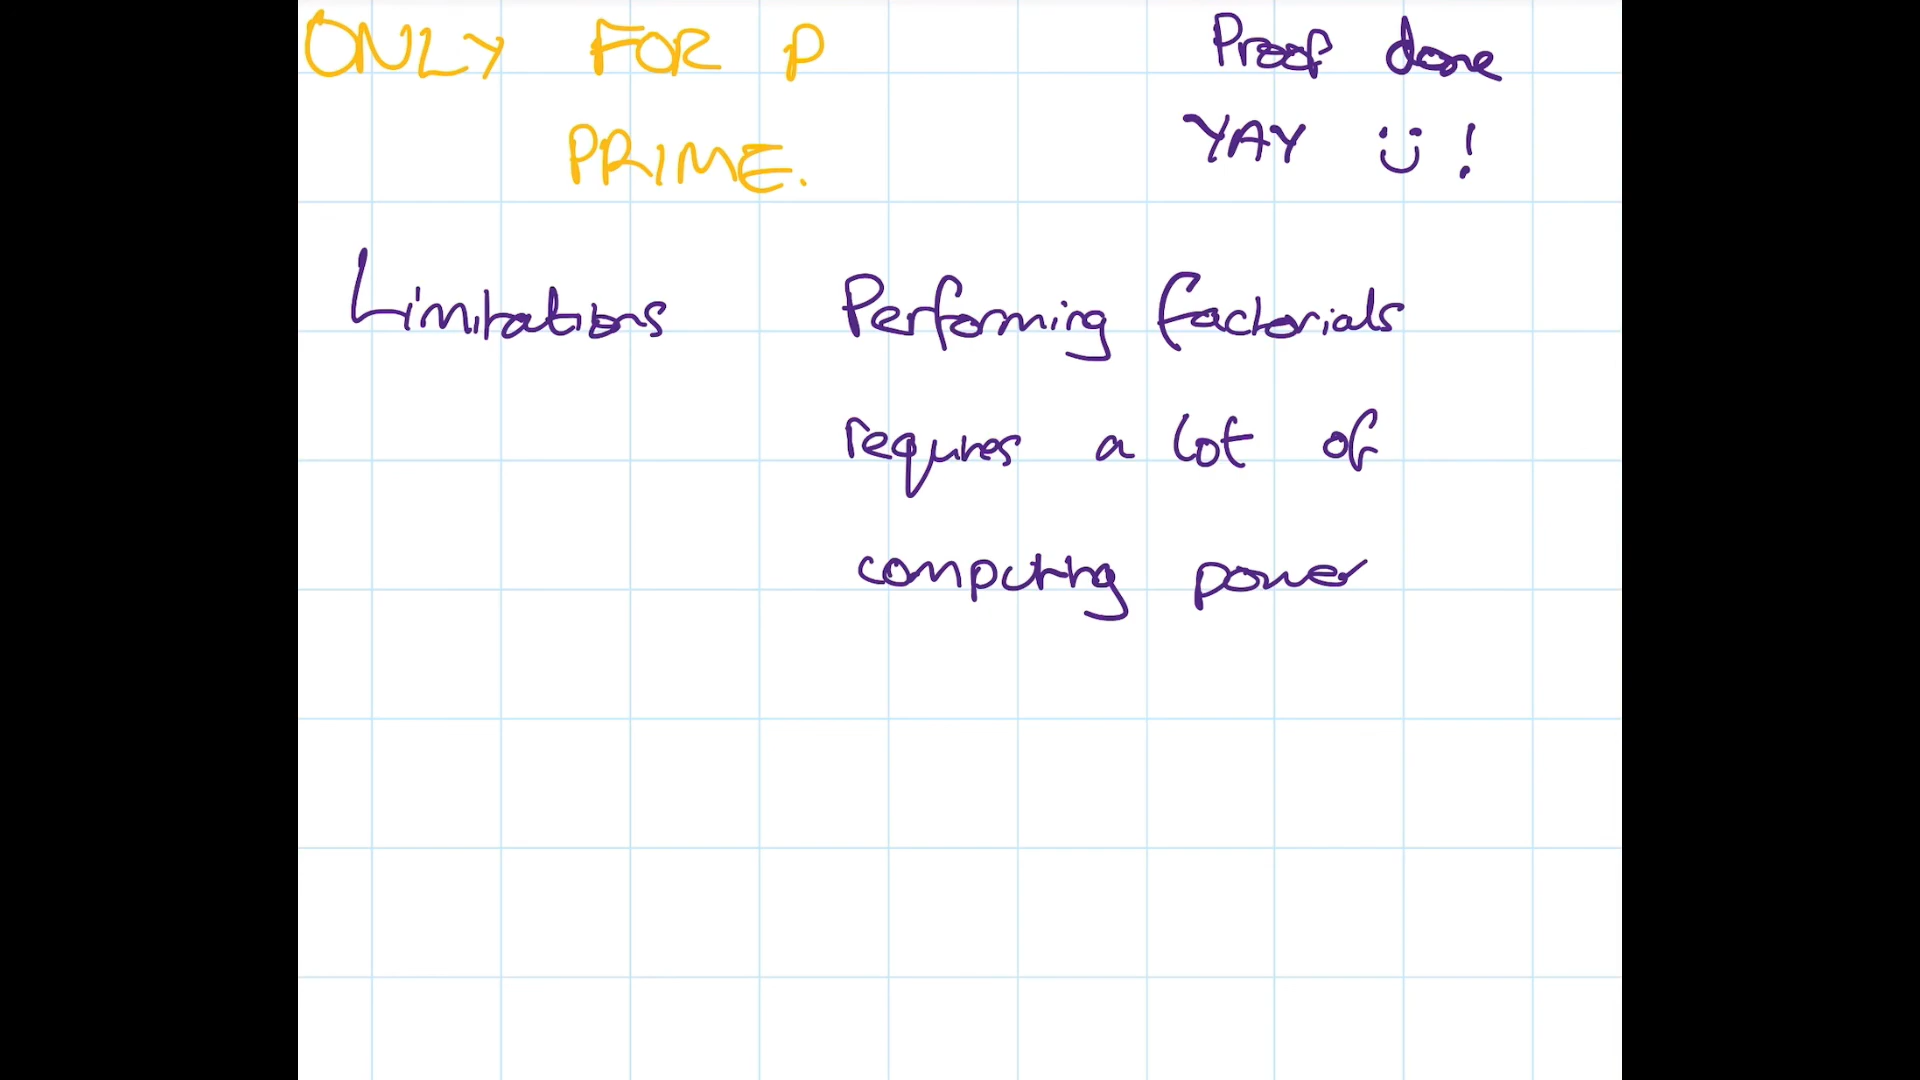 ONLY FOR P
PRIME.
Proof done
YAY !
Limitations
Performing factorials
requires a lot of
computing power